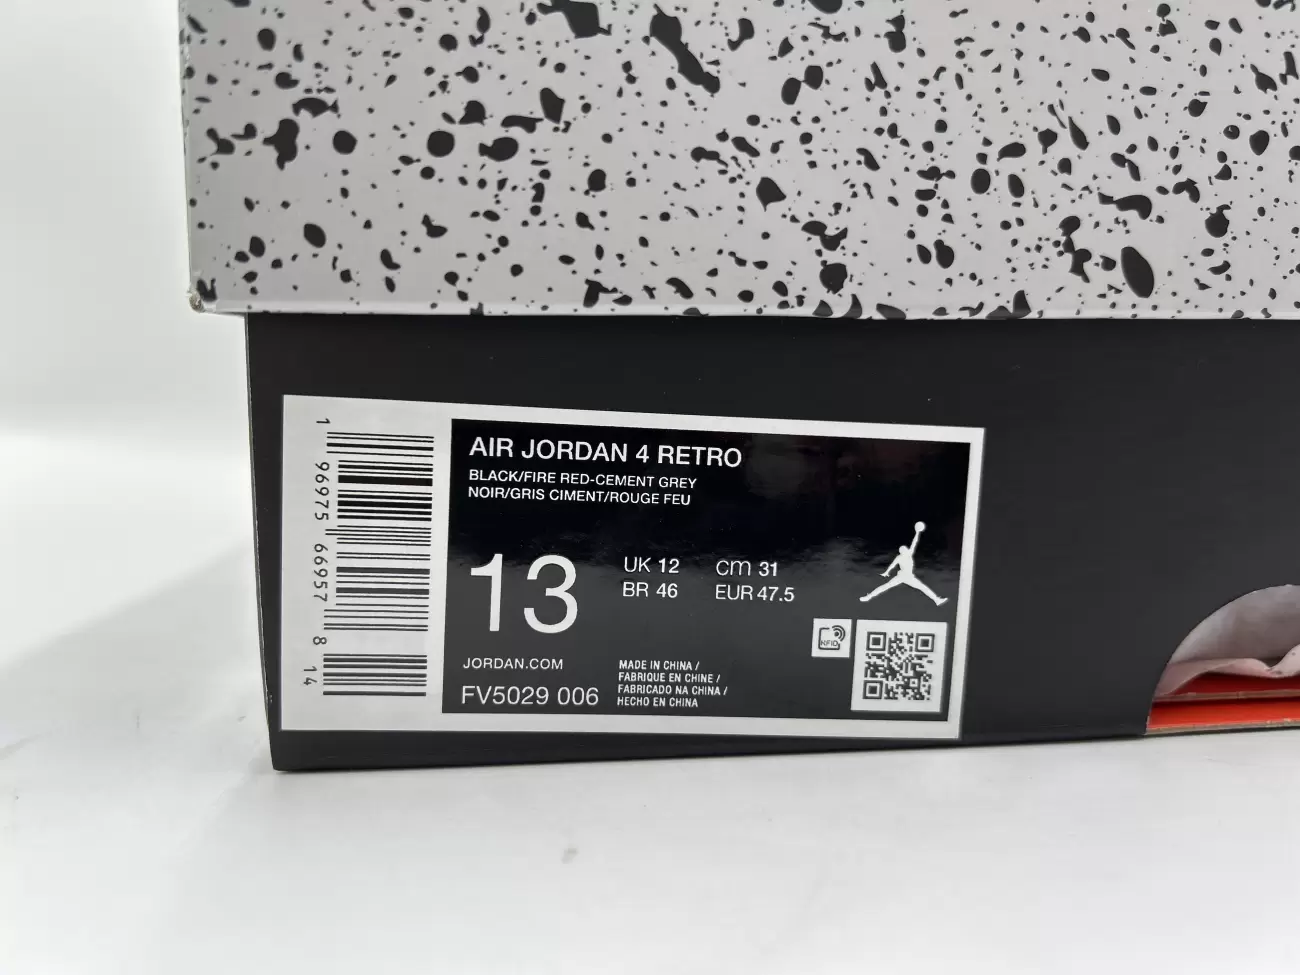 AIR JORDAN 4 RETRO
BLACK/FIRE RED-CEMENT GREY
NOIR/GRIS CIMENT/ROUGE FEU
13
UK 12 cm 31
BR 46 EUR 47.5
JORDAN.COM
FV5029 006
MADE IN CHINA /
FABRIQUE EN CHINE /
FABRICADO NA CHINA /
HECHO EN CHINA
NFID
1 96975 66957 8 14